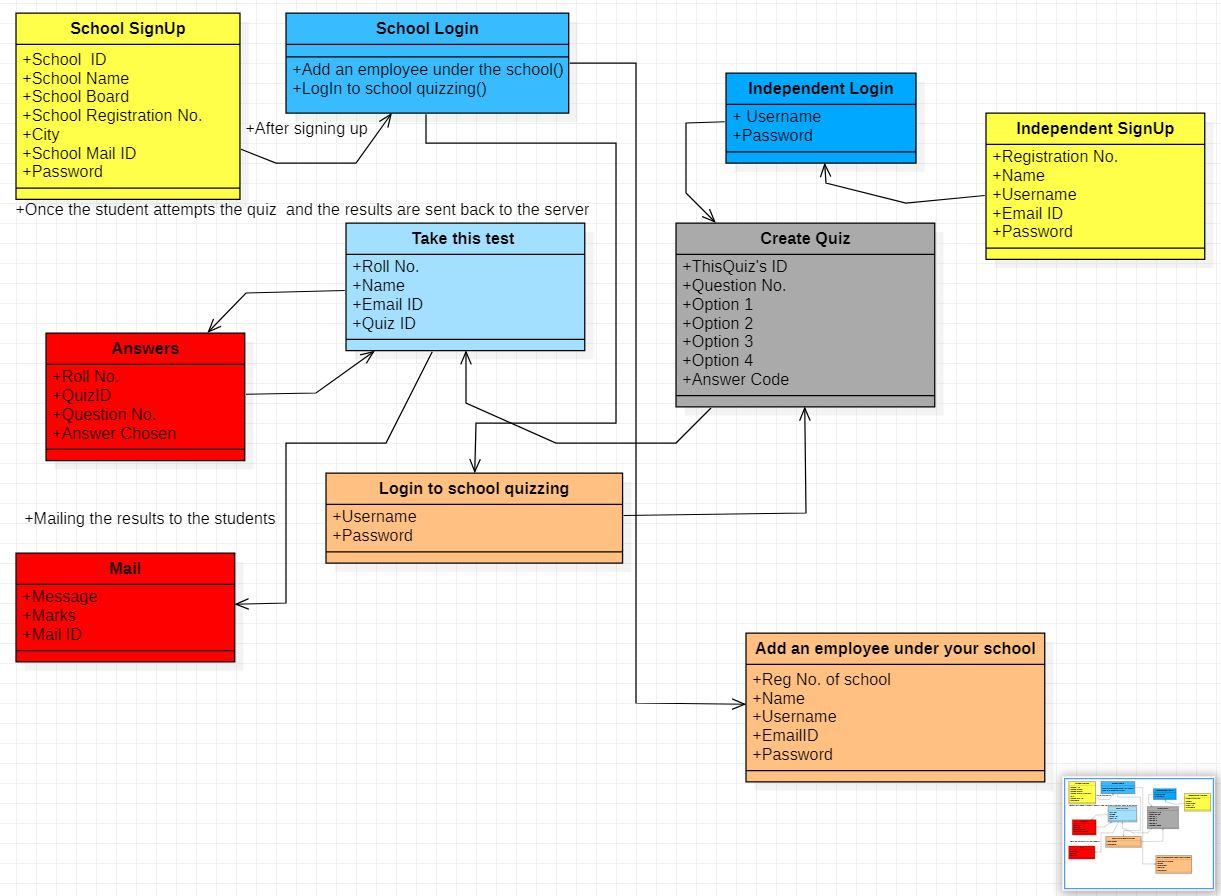 School SignUp
+School  ID
+School Name
+School Board
+School Registration No.
+City
+School Mail ID
+Password
School Login
+Add an employee under the school()
+LogIn to school quizzing()
+After signing up
Independent Login
+ Username
+Password
Independent SignUp
+Registration No.
+Name
+Username
+Email ID
+Password
+Once the student attempts the quiz  and the results are sent back to the server
Take this test
+Roll No.
+Name
+Email ID
+Quiz ID
Create Quiz
+ThisQuiz's ID
+Question No.
+Option 1
+Option 2
+Option 3
+Option 4
+Answer Code
Answers
+Roll No.
+QuizID
+Question No.
+Answer Chosen
Login to school quizzing
+Username
+Password
+Mailing the results to the students
Mail
+Message
+Marks
+Mail ID
Add an employee under your school
+Reg No. of school
+Name
+Username
+EmailID
+Password